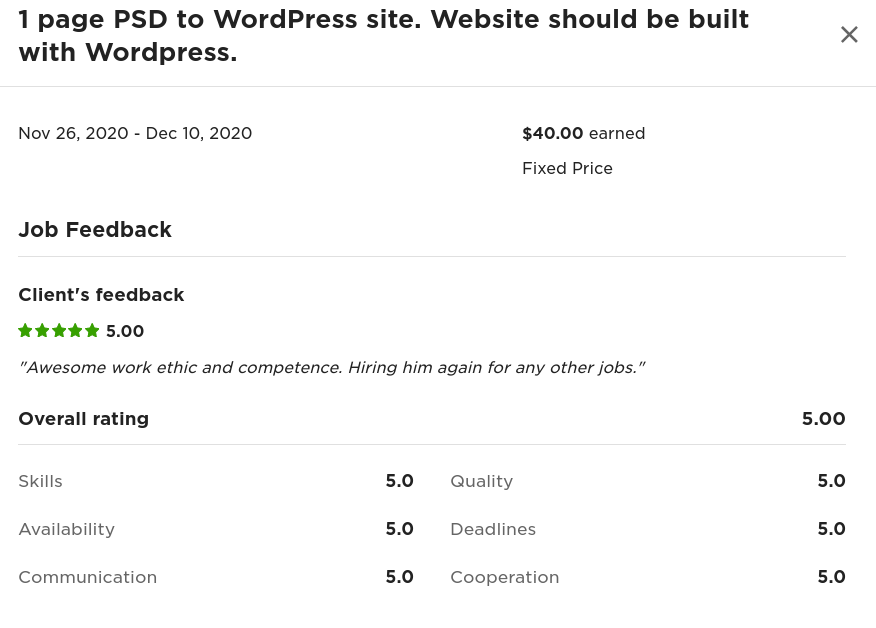 1 page PSD to WordPress site. Website should be built
with Wordpress.
Nov 26, 2020 - Dec 10, 2020
$40.00 earned
Fixed Price
Job Feedback
Client's feedback
5.00
"Awesome work ethic and competence. Hiring him again for any other jobs."
Overall rating 5.00
Skills 5.0 Quality 5.0
Availability 5.0 Deadlines 5.0
Communication 5.0 Cooperation 5.0